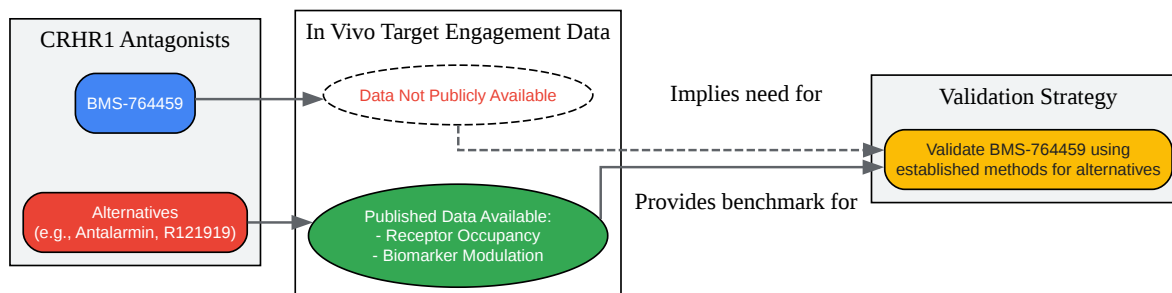 CRHR1 Antagonists
BMS-764459
Alternatives
(e.g., Antalarmin, R121919)
In Vivo Target Engagement Data
Data Not Publicly Available
Published Data Available:
- Receptor Occupancy
- Biomarker Modulation
Implies need for
Provides benchmark for
Validation Strategy
Validate BMS-764459 using
established methods for alternatives